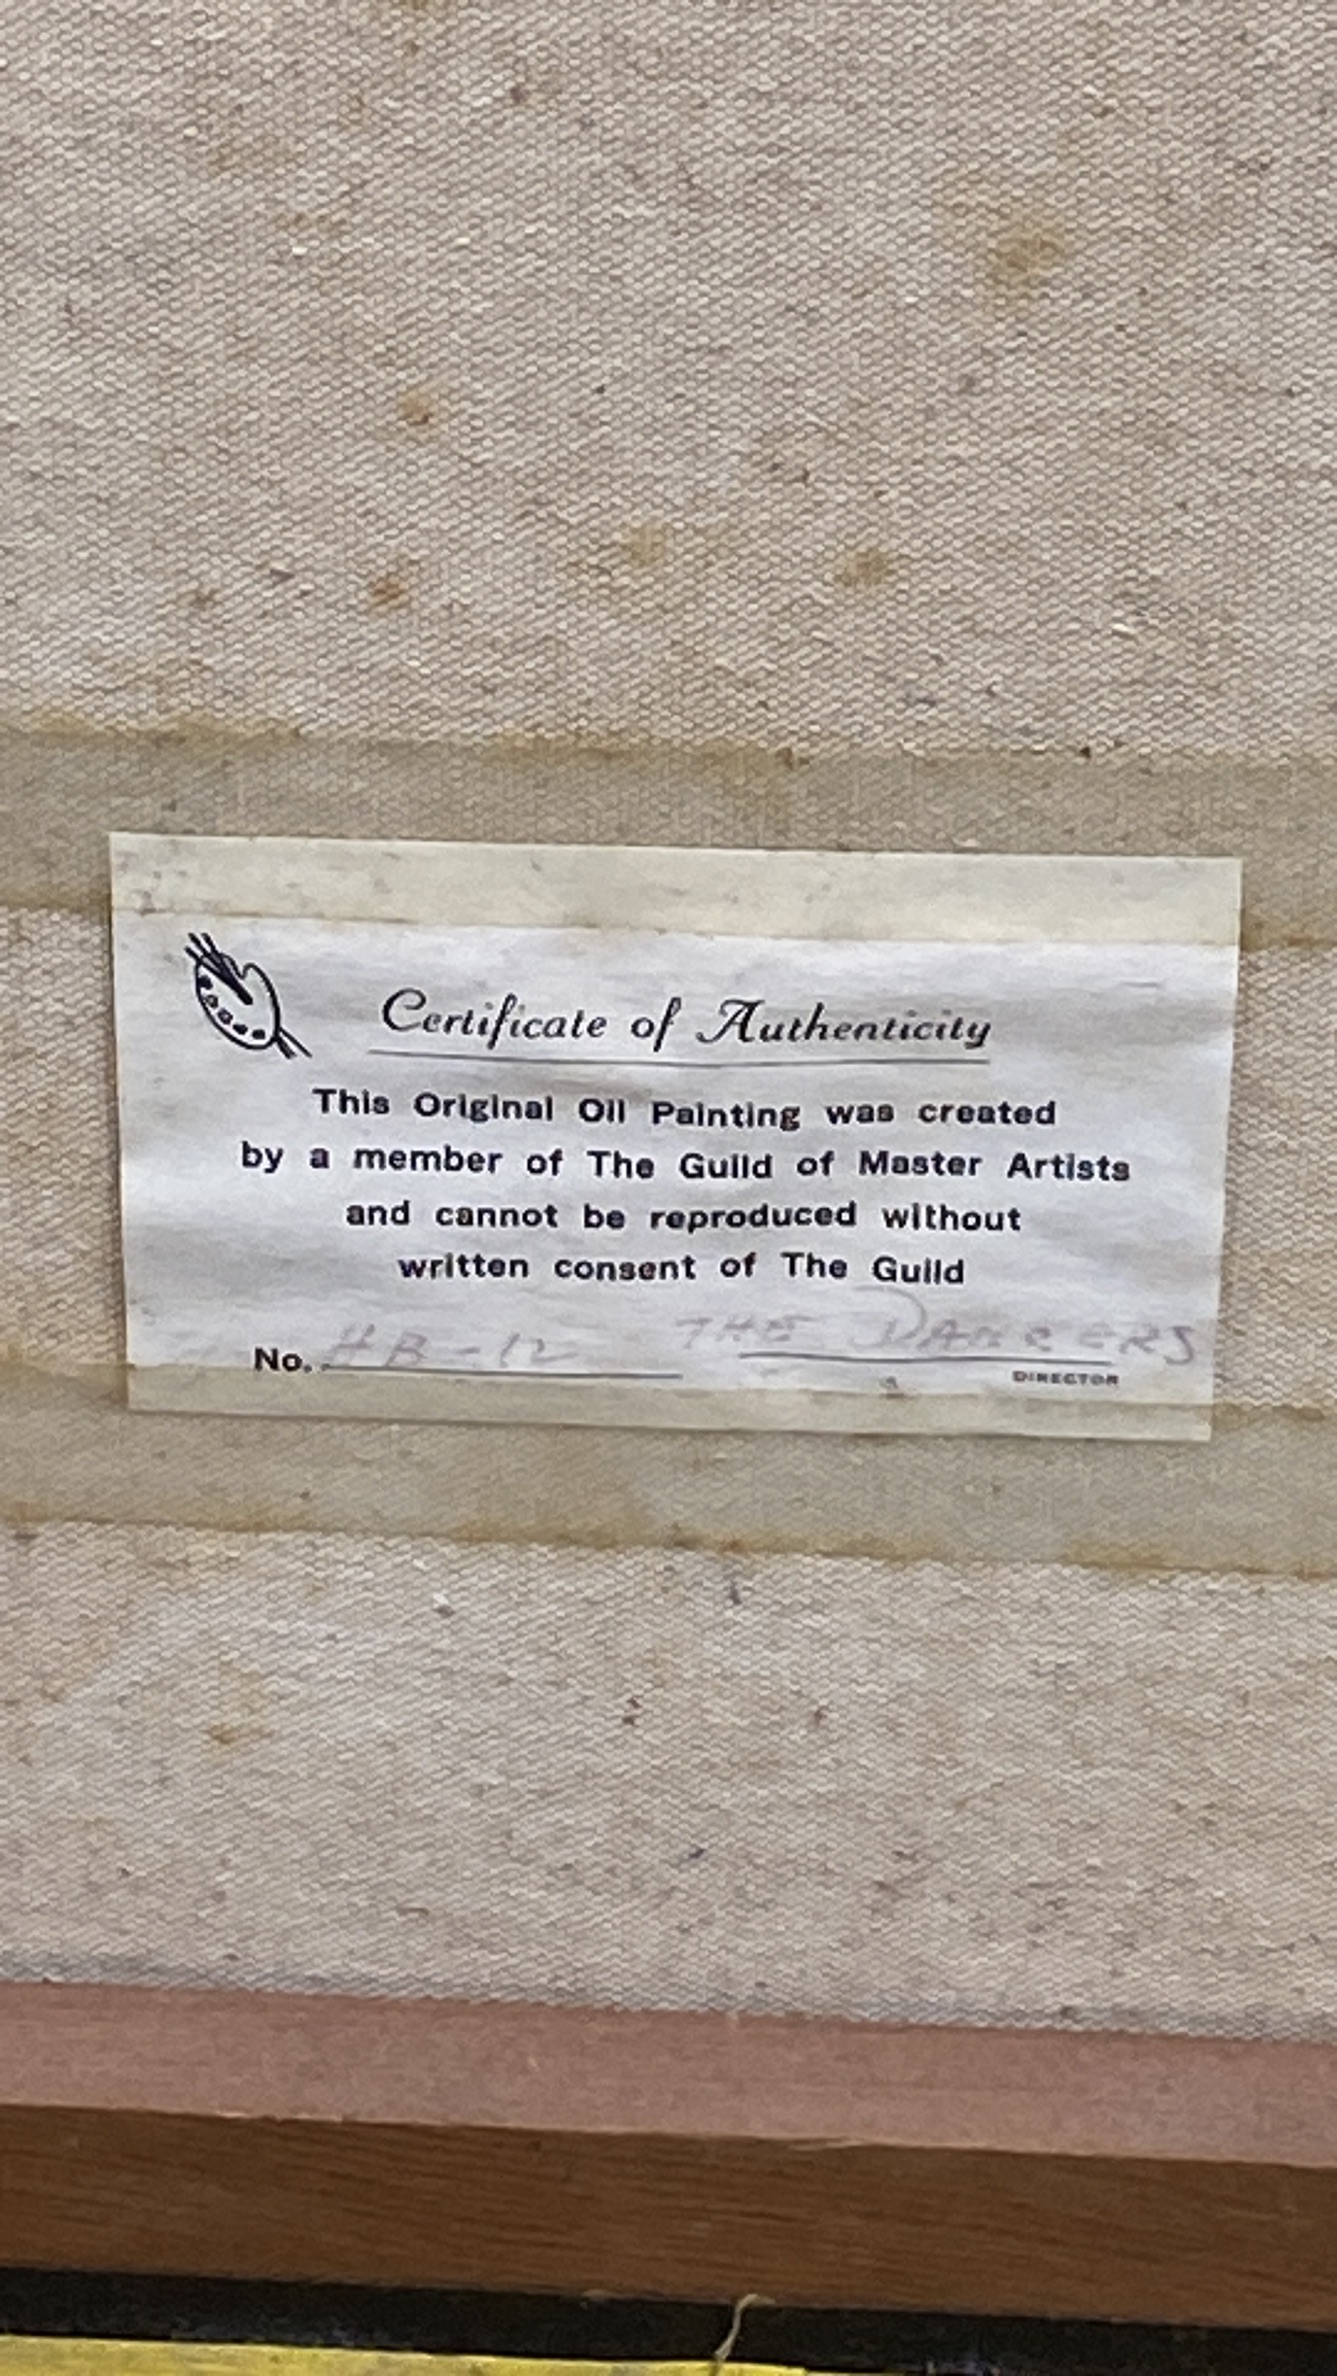 Certificate of Authenticity
This Original Oil Painting was created
by a member of The Guild of Master Artists
and cannot be reproduced without
written consent of The Guild
No. HB-12 THE DANCERS
DIRECTOR